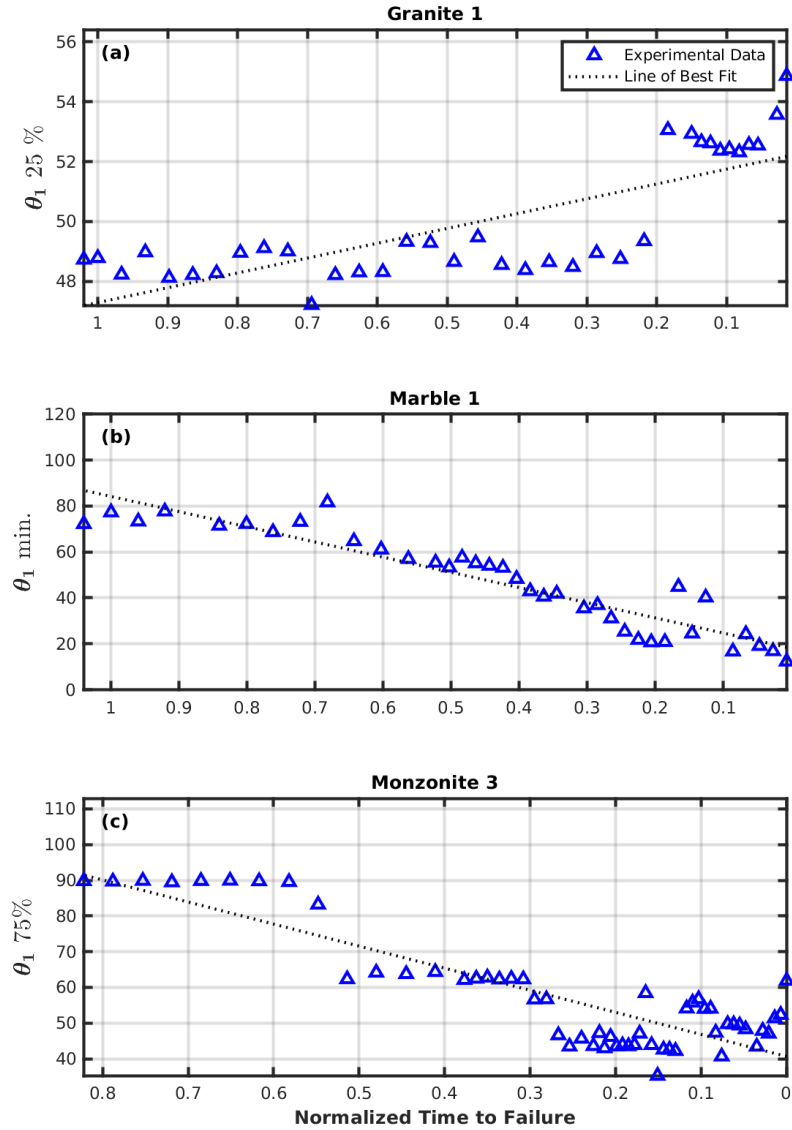 Granite 1
(a)
Experimental Data
Line of Best Fit
θ₁ 25 %
56
54
52
50
48
1 0.9 0.8 0.7 0.6 0.5 0.4 0.3 0.2 0.1
Marble 1
(b)
θ₁ min.
120
100
80
60
40
20
0
1 0.9 0.8 0.7 0.6 0.5 0.4 0.3 0.2 0.1
Monzonite 3
(c)
θ₁ 75%
110
100
90
80
70
60
50
40
0.8 0.7 0.6 0.5 0.4 0.3 0.2 0.1 0
Normalized Time to Failure